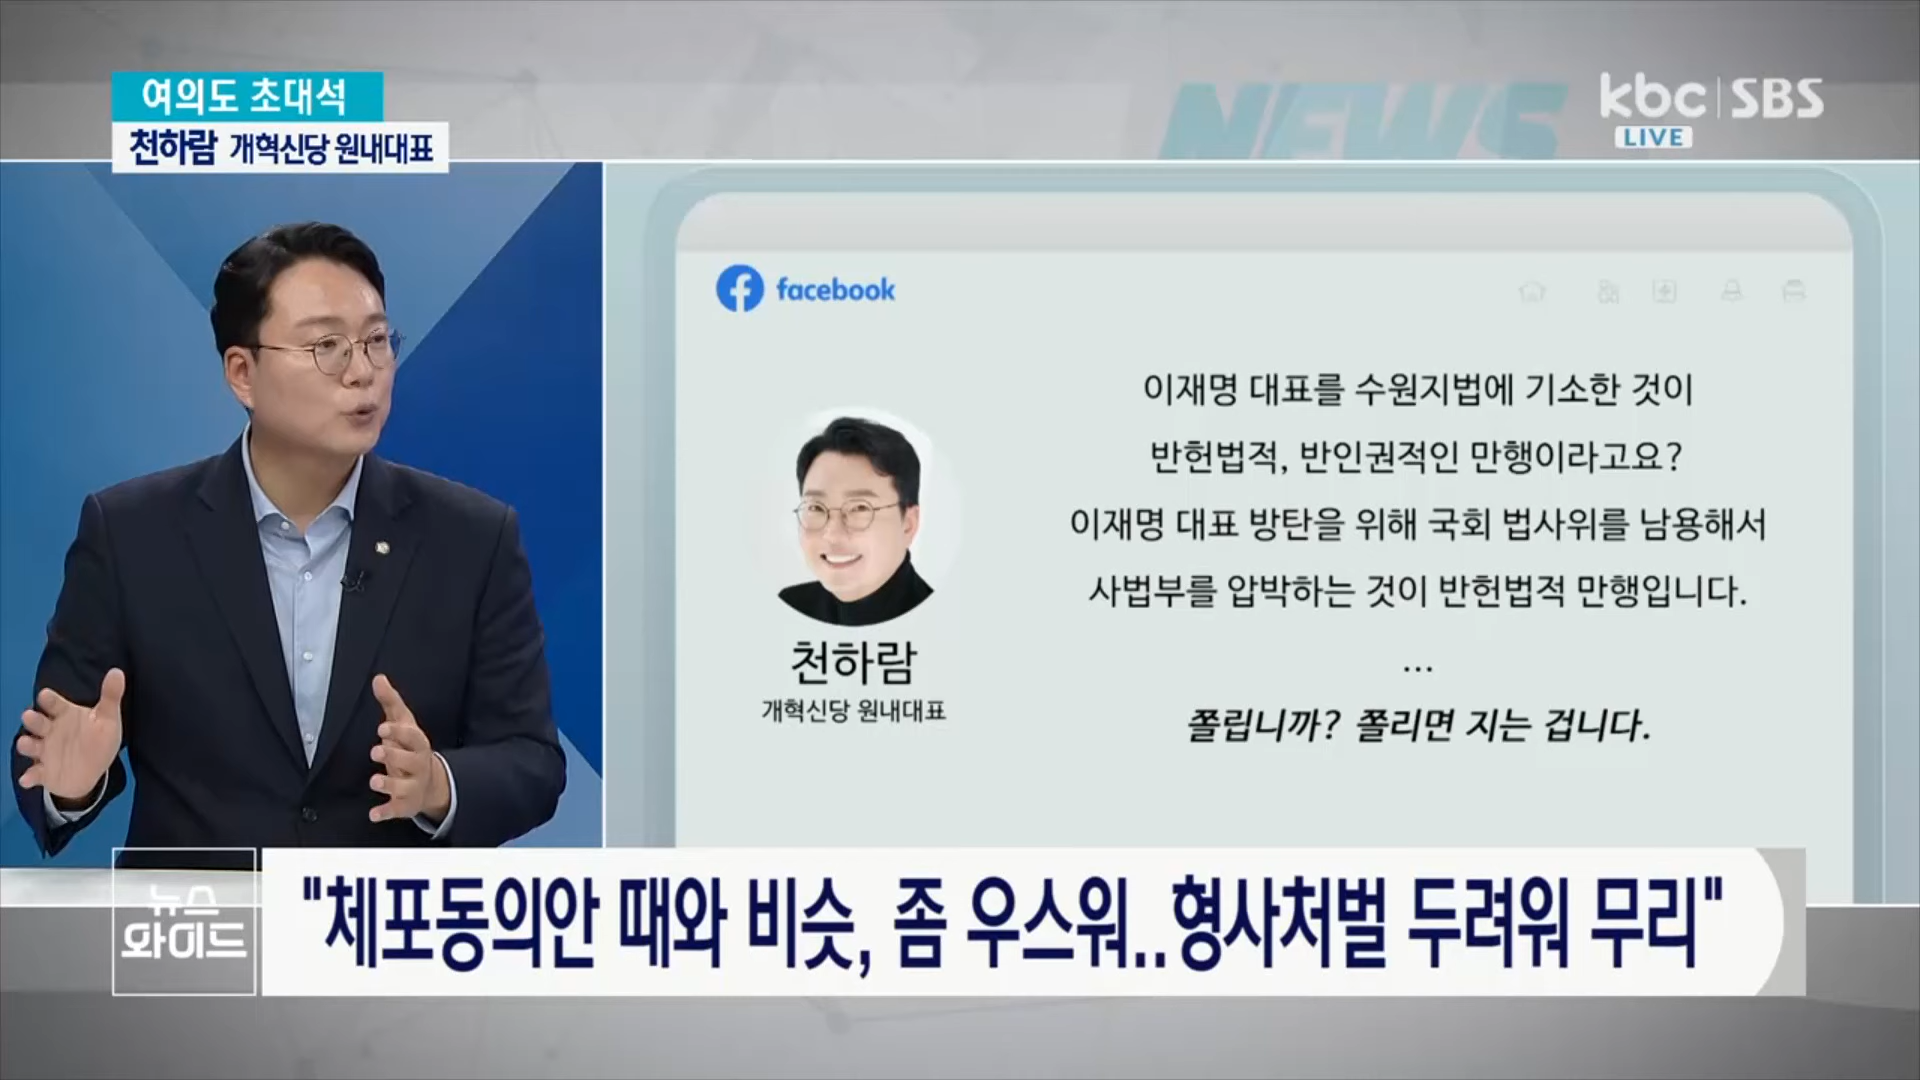 여의도 초대석
천하람 개혁신당 원내대표
NEWS
kbc SBS
LIVE
facebook
이재명 대표를 수원지법에 기소한 것이
반헌법적, 반인권적인 만행이라고요?
이재명 대표 방탄을 위해 국회 법사위를 남용해서
사법부를 압박하는 것이 반헌법적 만행입니다.
...
쫄립니까? 쫄리면 지는 겁니다.
천하람
개혁신당 원내대표
뉴스
와이드
"체포동의안 때와 비슷, 좀 우스워..형사처벌 두려워 무리"